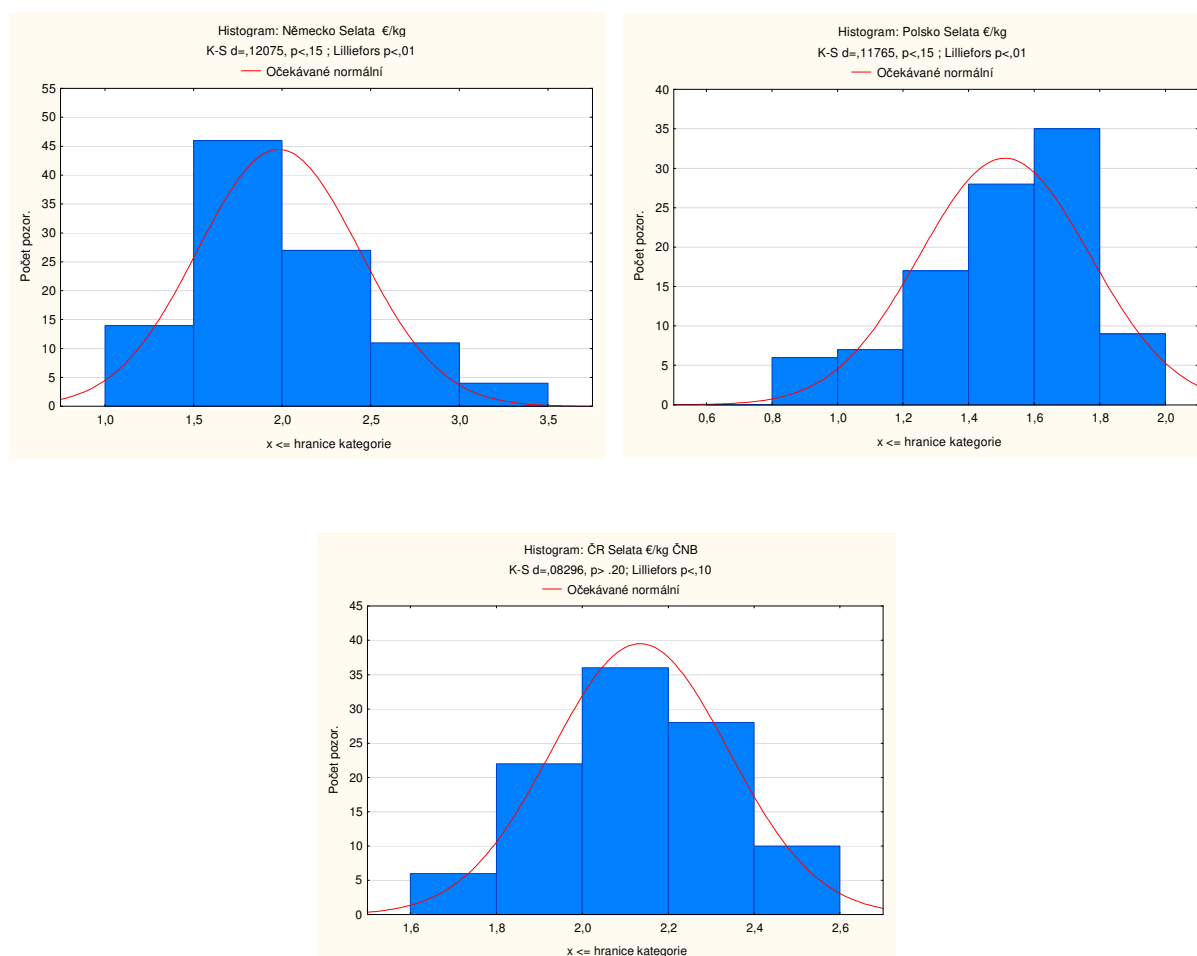 Histogram: Německo Selata €/kg
K-S d=,12075, p<,15 ; Lilliefors p<,01
Očekávané normální
55
50
45
40
35
30
25
20
15
10
5
0
Počet pozor.
1,0 1,5 2,0 2,5 3,0 3,5
x <= hranice kategorie
Histogram: Polsko Selata €/kg
K-S d=,11765, p<,15 ; Lilliefors p<,01
Očekávané normální
40
35
30
25
20
15
10
5
0
Počet pozor.
0,6 0,8 1,0 1,2 1,4 1,6 1,8 2,0
x <= hranice kategorie
Histogram: ČR Selata €/kg ČNB
K-S d=,08296, p> .20; Lilliefors p<,10
Očekávané normální
45
40
35
30
25
20
15
10
5
0
Počet pozor.
1,6 1,8 2,0 2,2 2,4 2,6
x <= hranice kategorie